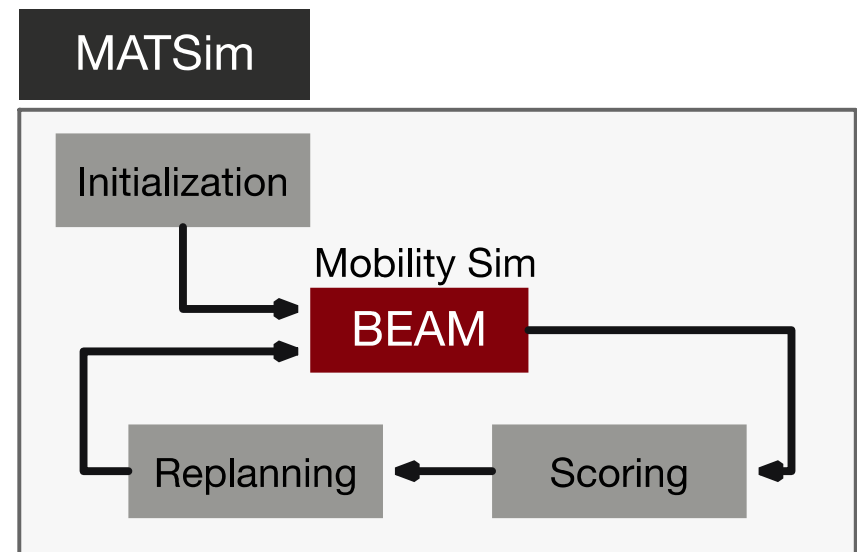 MATSim
Initialization
Mobility Sim
BEAM
Replanning
Scoring